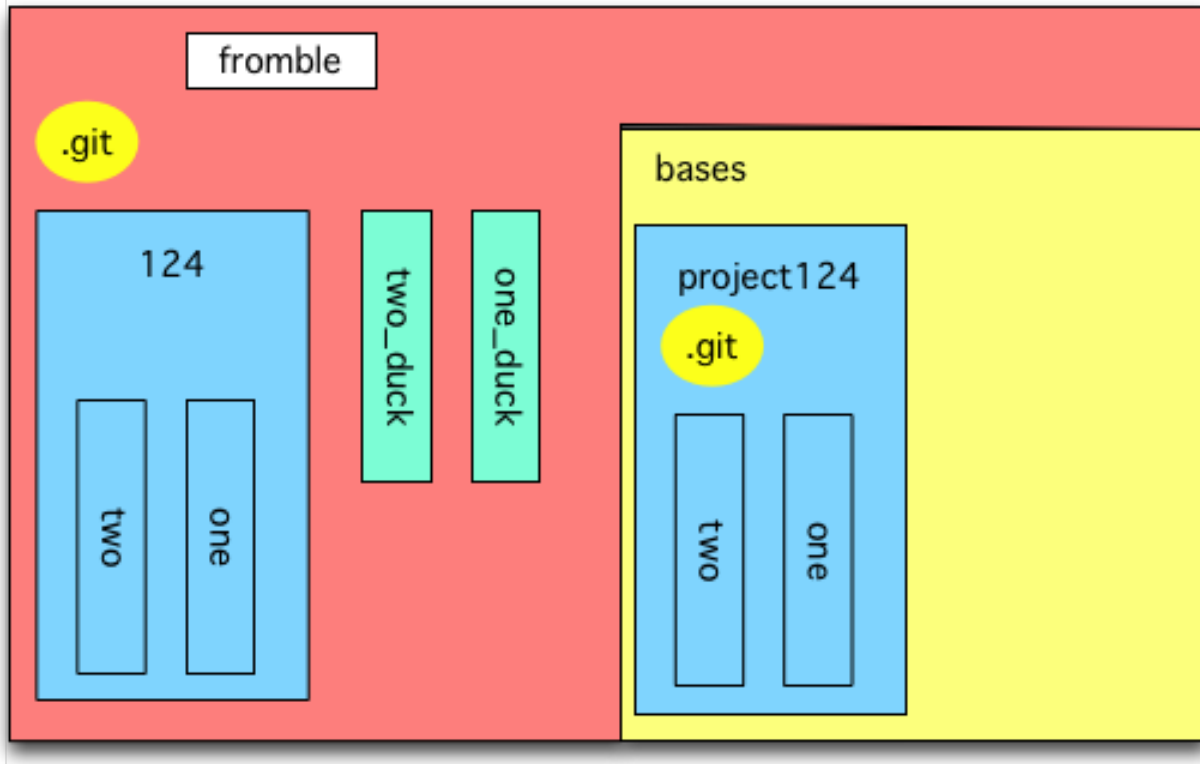 fromble
.git
124
two
one
two_duck
one_duck
bases
project124
.git
two
one